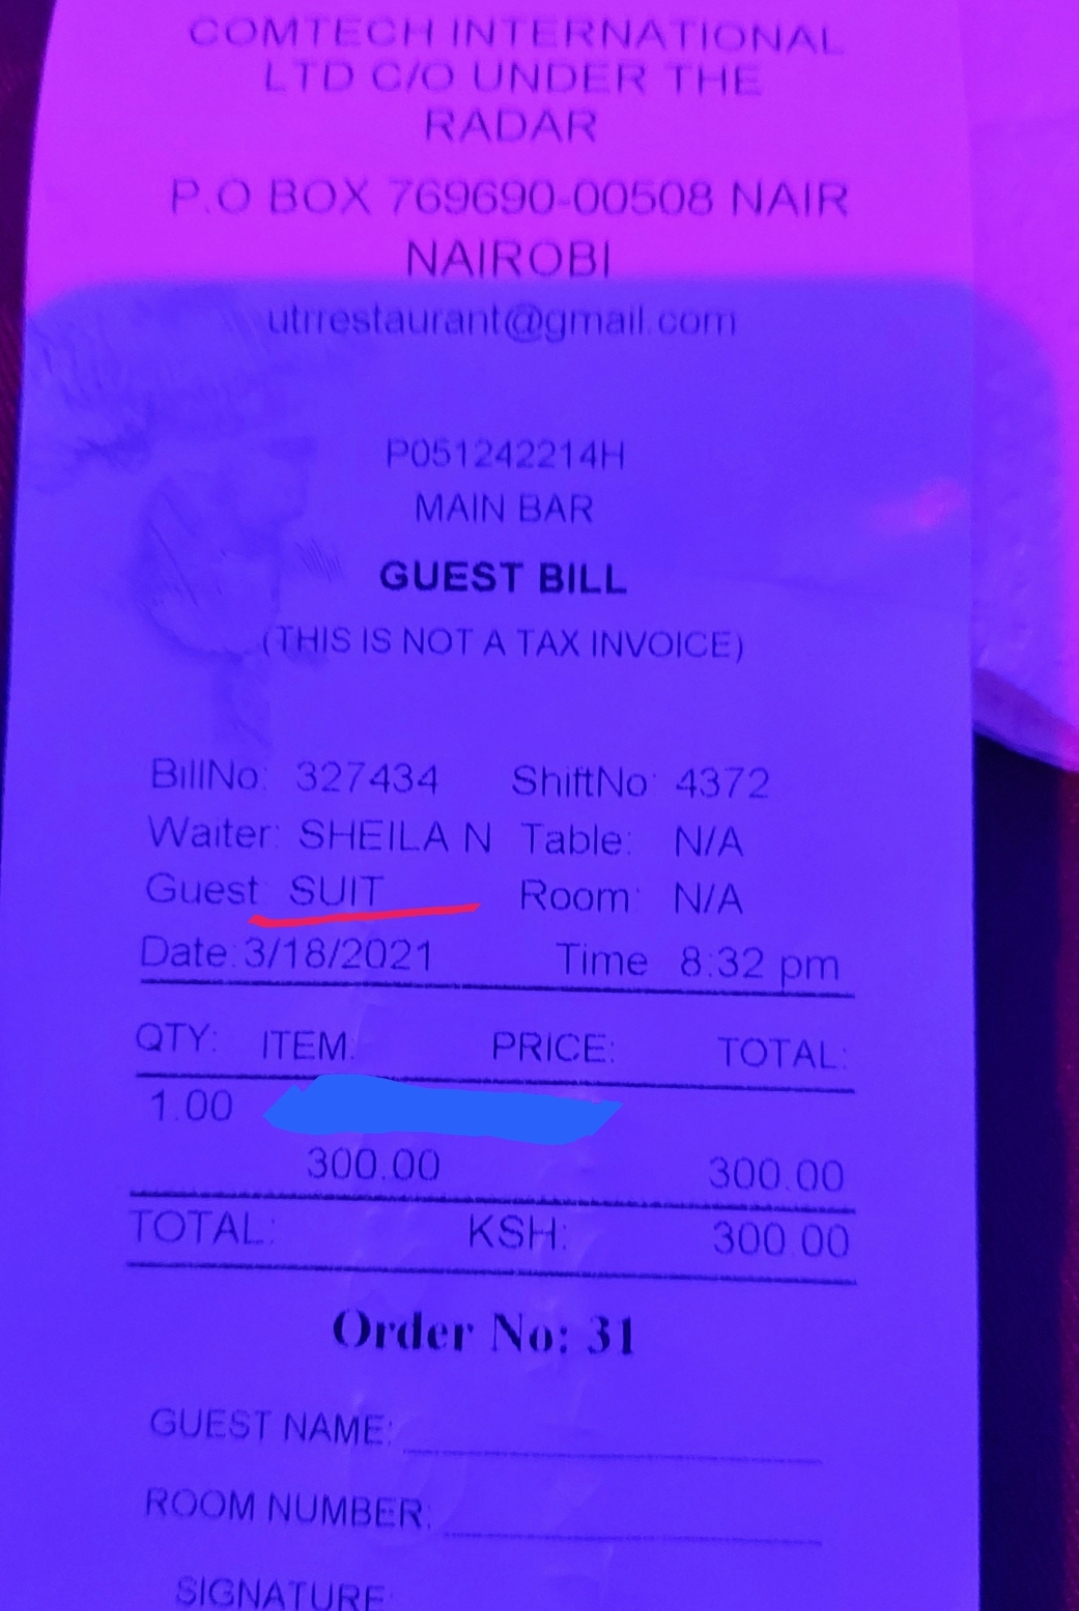 COMTECH INTERNATIONAL
LTD C/O UNDER THE
RADAR
P.O BOX 769690-00508 NAIR
NAIROBI
utrrestaurant@gmail.com
P051242214H
MAIN BAR
GUEST BILL
(THIS IS NOT A TAX INVOICE)
BillNo: 327434 ShiftNo: 4372
Waiter: SHEILA N Table: N/A
Guest: SUIT Room: N/A
Date: 3/18/2021 Time 8:32 pm
QTY: ITEM. PRICE: TOTAL:
1.00
300.00 300.00
TOTAL: KSH: 300.00
Order No: 31
GUEST NAME:
ROOM NUMBER:
SIGNATURE: